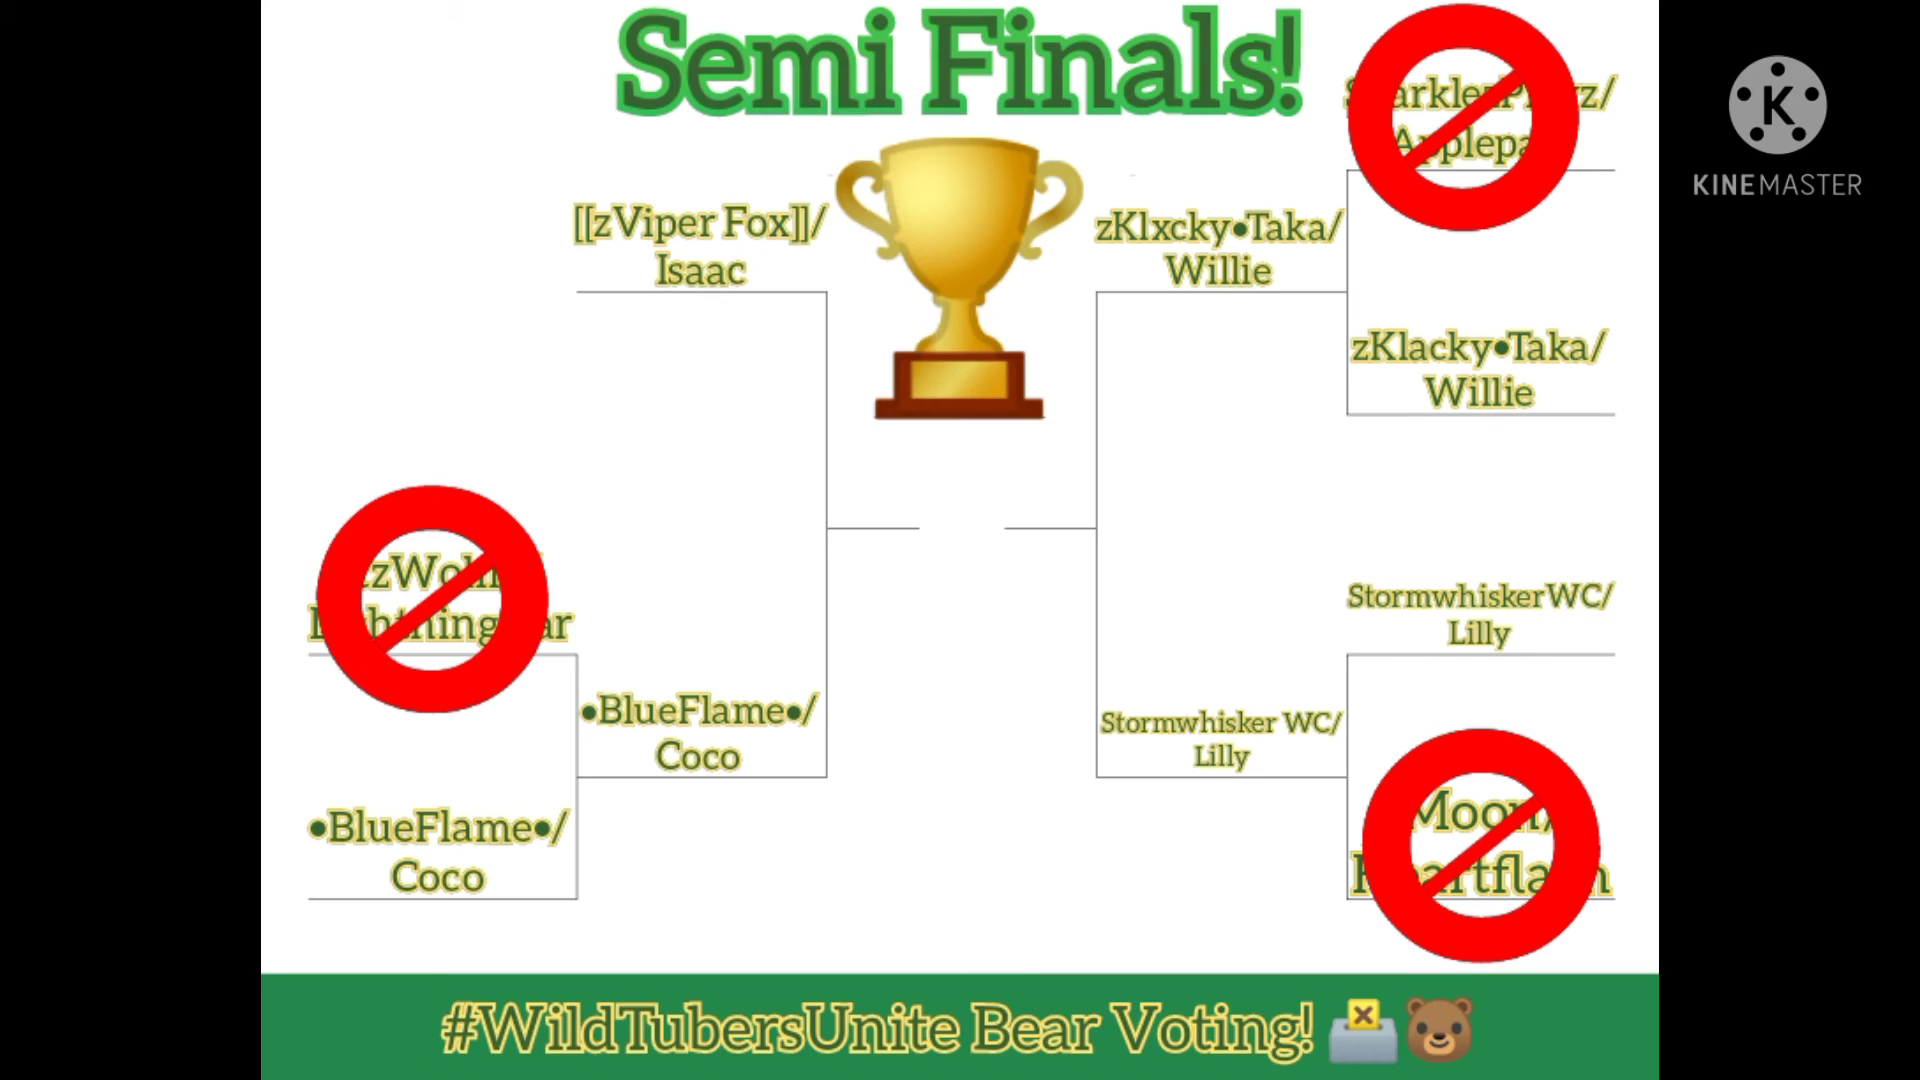 Semi Finals!
[[zViper Fox]]/
Isaac
zKlxcky•Taka/
Willie
zKlacky•Taka/
Willie
•BlueFlame•/
Coco
•BlueFlame•/
Coco
StormwhiskerWC/
Lilly
Stormwhisker WC/
Lilly
Moon/
#WildTubersUnite Bear Voting!
K
KINEMASTER